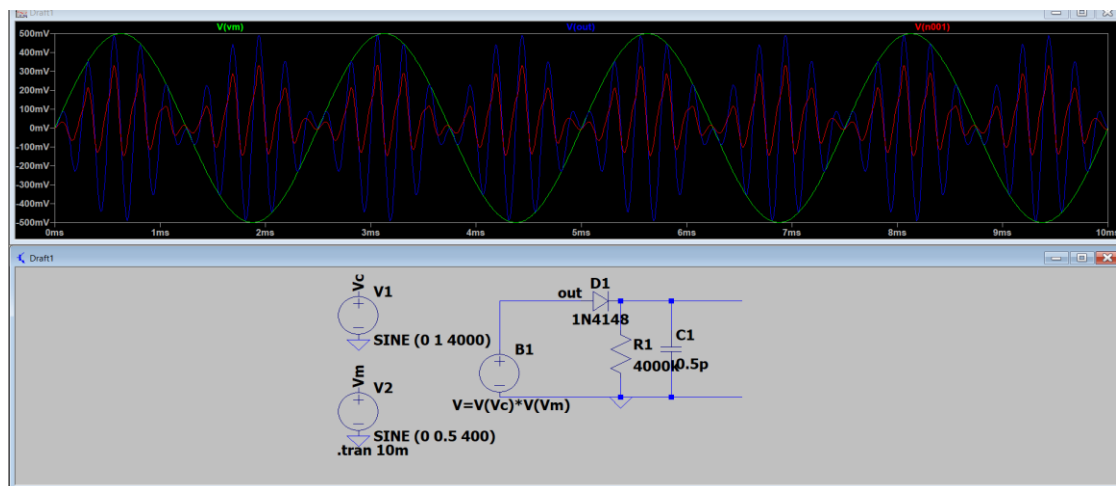 Draft1
V(vm) V(out) V(n001)
500mV
400mV
300mV
200mV
100mV
0mV
-100mV
-200mV
-300mV
-400mV
-500mV
0ms 1ms 2ms 3ms 4ms 5ms 6ms 7ms 8ms 9ms 10ms
Draft1
Vc
V1
SINE (0 1 4000)
Vm
V2
SINE (0 0.5 400)
.tran 10m
out
D1
1N4148
B1
V=V(Vc)*V(Vm)
R1
4000k
C1
0.5p